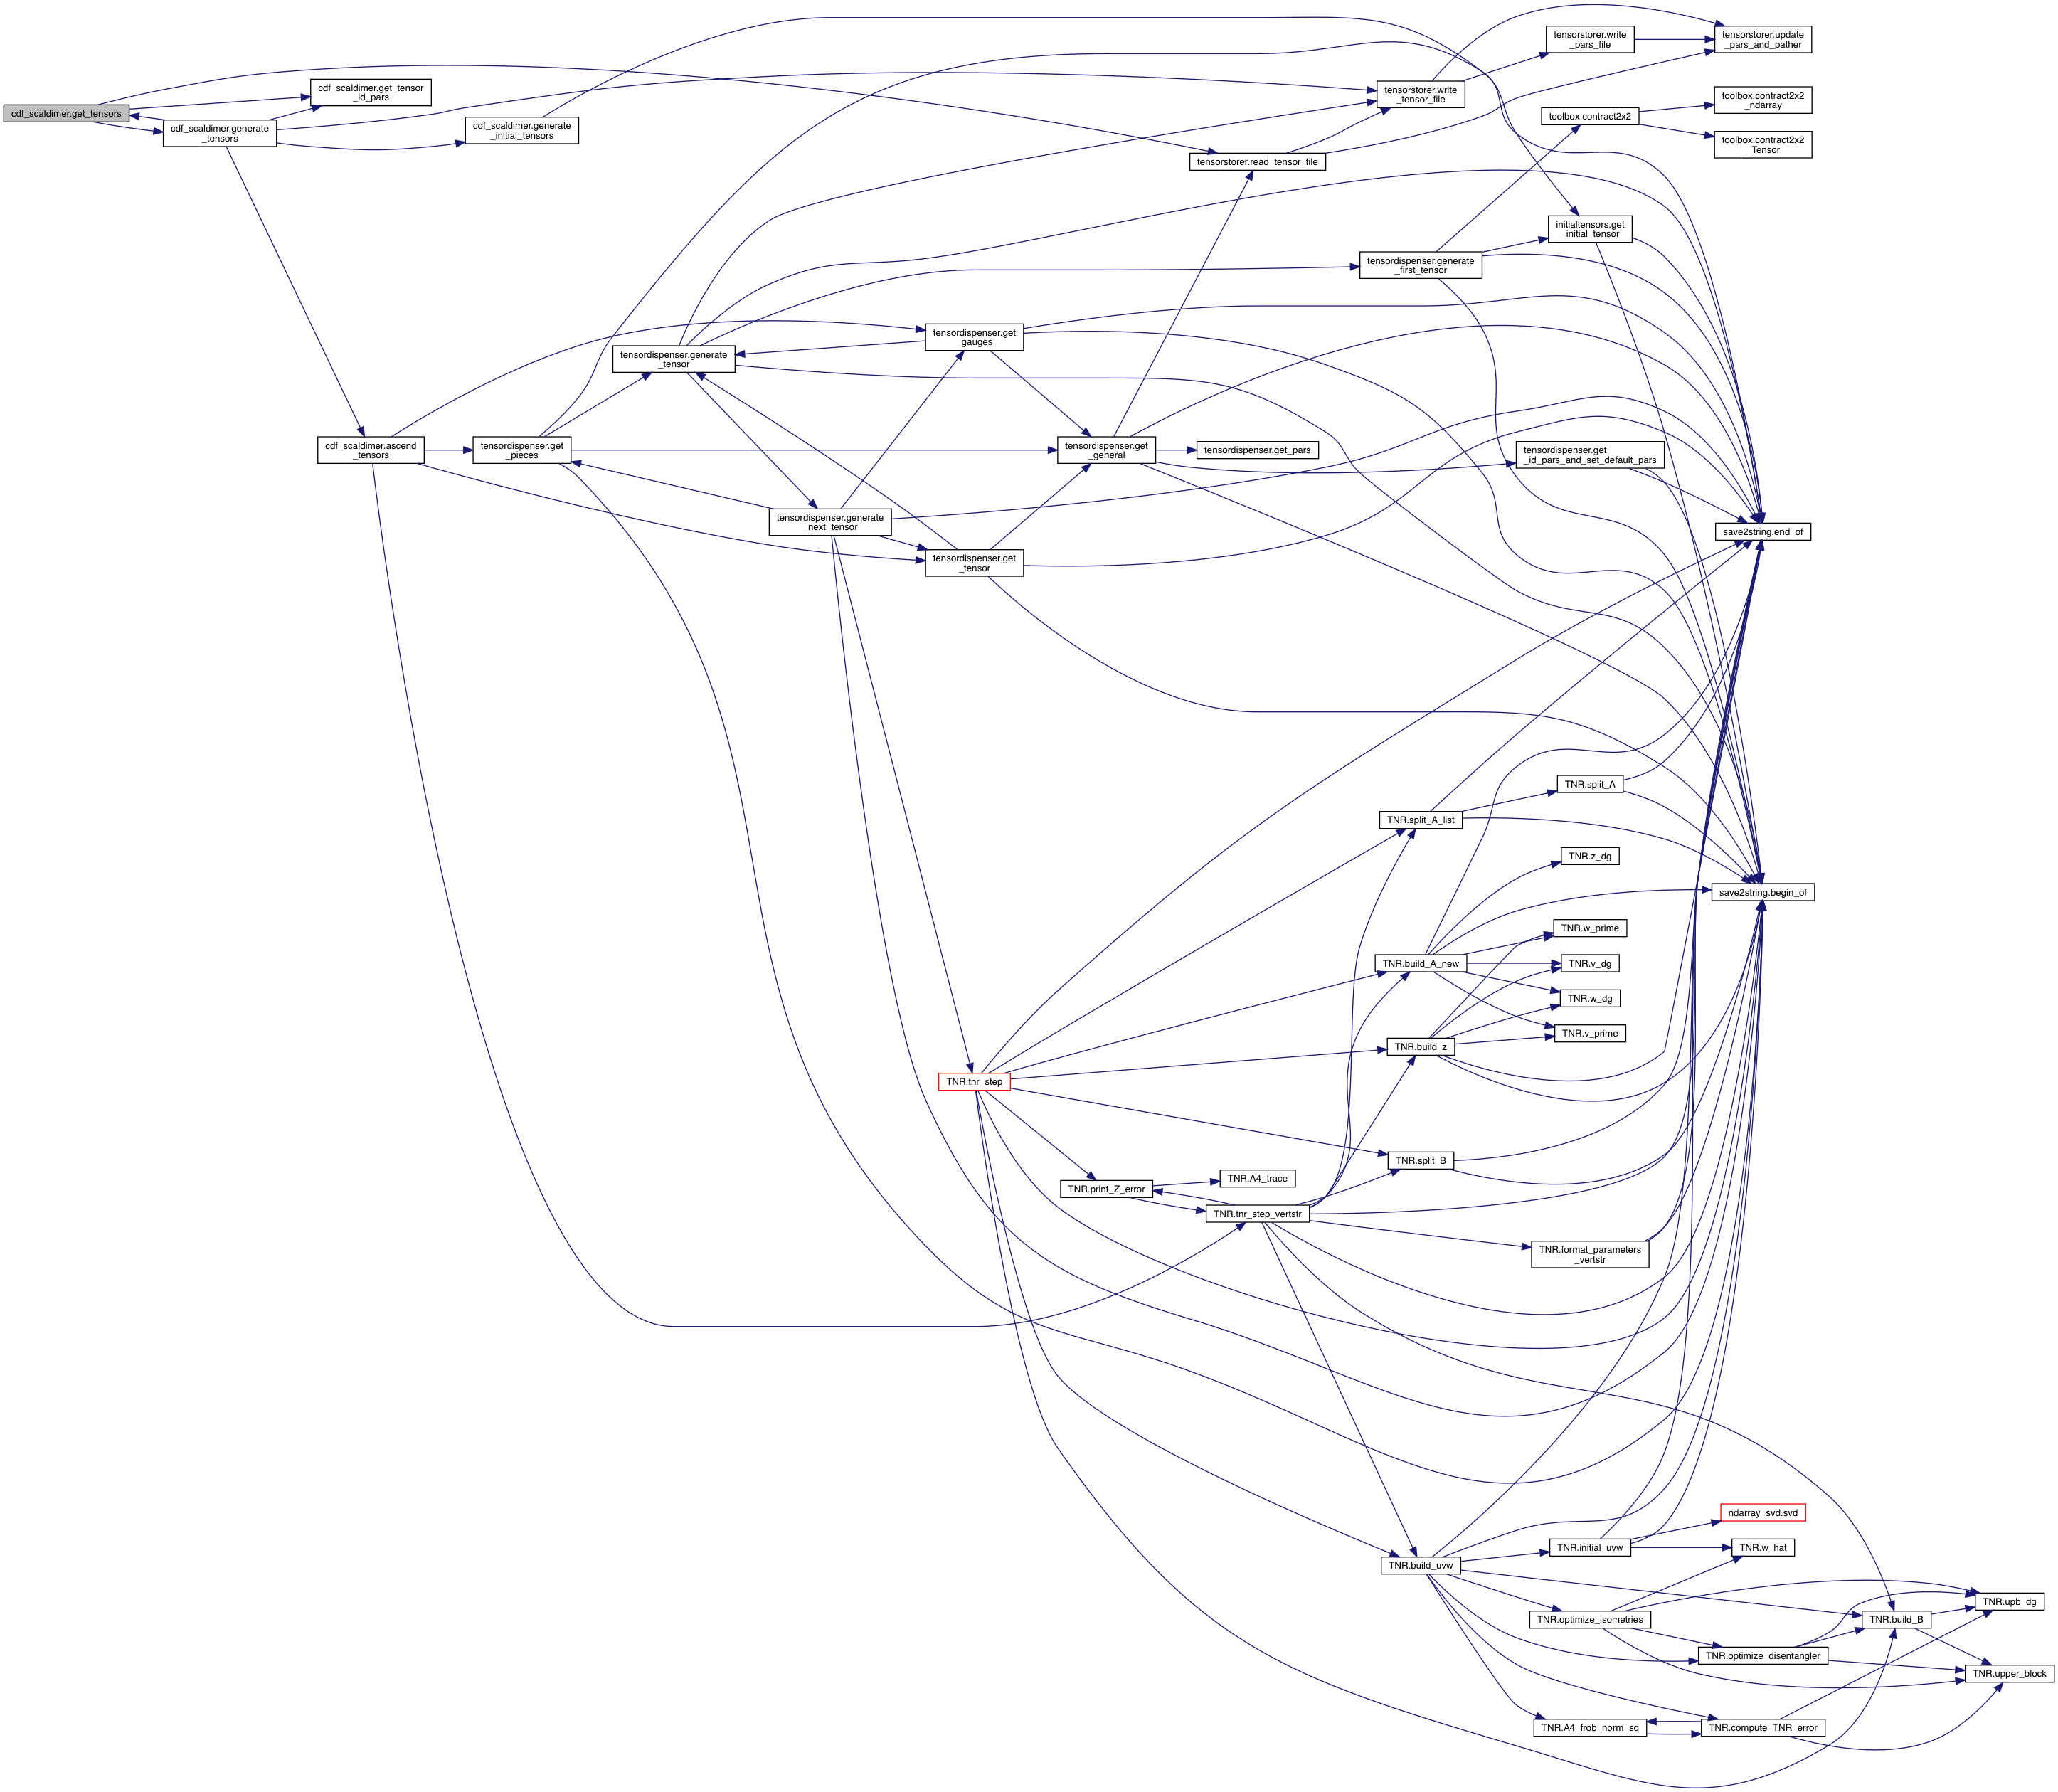 tensorstorer.write
_pars_file
tensorstorer.update
_pars_and_pather
cdf_scaldimer.get_tensor
_id_pars
tensorstorer.write
_tensor_file
toolbox.contract2x2
_ndarray
cdf_scaldimer.get_tensors
cdf_scaldimer.generate
_tensors
cdf_scaldimer.generate
_initial_tensors
toolbox.contract2x2
toolbox.contract2x2
_Tensor
tensorstorer.read_tensor_file
initialtensors.get
_initial_tensor
tensordispenser.generate
_first_tensor
tensordispenser.get
_gauges
tensordispenser.generate
_tensor
cdf_scaldimer.ascend
_tensors
tensordispenser.get
_pieces
tensordispenser.get
_general
tensordispenser.get_pars
tensordispenser.get
_id_pars_and_set_default_pars
tensordispenser.generate
_next_tensor
save2string.end_of
tensordispenser.get
_tensor
TNR.split_A
TNR.split_A_list
TNR.z_dg
save2string.begin_of
TNR.w_prime
TNR.build_A_new
TNR.v_dg
TNR.w_dg
TNR.v_prime
TNR.build_z
TNR.tnr_step
TNR.split_B
TNR.A4_trace
TNR.print_Z_error
TNR.tnr_step_vertstr
TNR.format_parameters
_vertstr
ndarray_svd.svd
TNR.initial_uvw
TNR.w_hat
TNR.build_uvw
TNR.upb_dg
TNR.optimize_isometries
TNR.build_B
TNR.optimize_disentangler
TNR.upper_block
TNR.A4_frob_norm_sq
TNR.compute_TNR_error